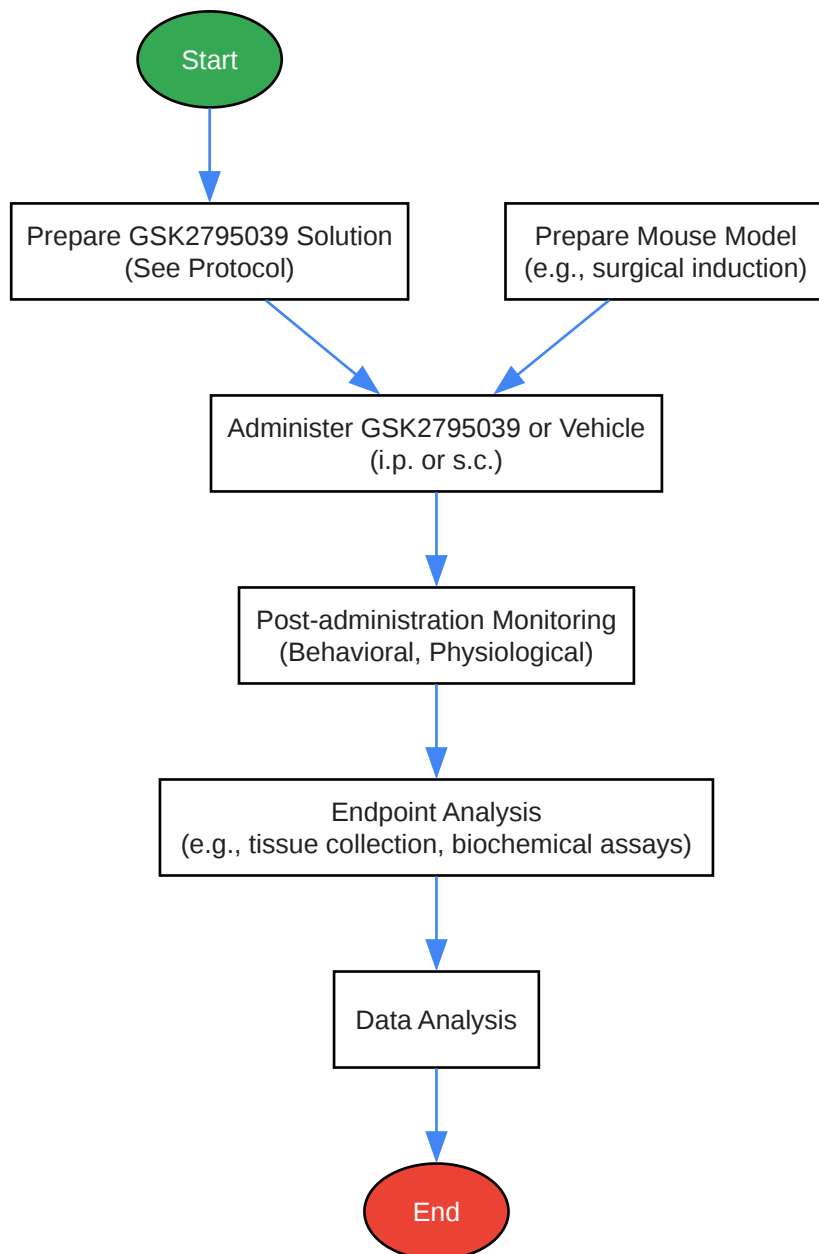 Start
Prepare GSK2795039 Solution
(See Protocol)
Prepare Mouse Model
(e.g., surgical induction)
Administer GSK2795039 or Vehicle
(i.p. or s.c.)
Post-administration Monitoring
(Behavioral, Physiological)
Endpoint Analysis
(e.g., tissue collection, biochemical assays)
Data Analysis
End